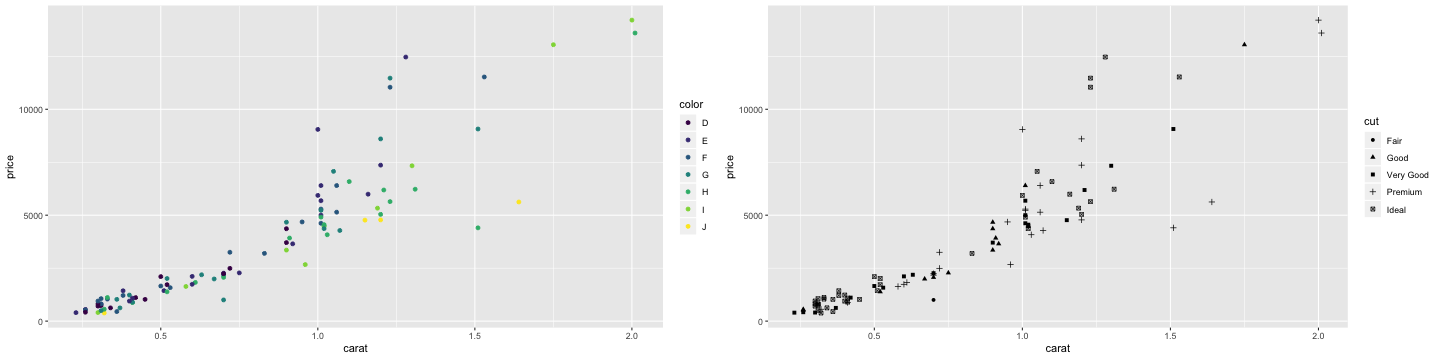 price
10000
5000
0
0.5 1.0 1.5 2.0
carat
color
D
E
F
G
H
I
J
price
10000
5000
0
0.5 1.0 1.5 2.0
carat
cut
Fair
Good
Very Good
Premium
Ideal